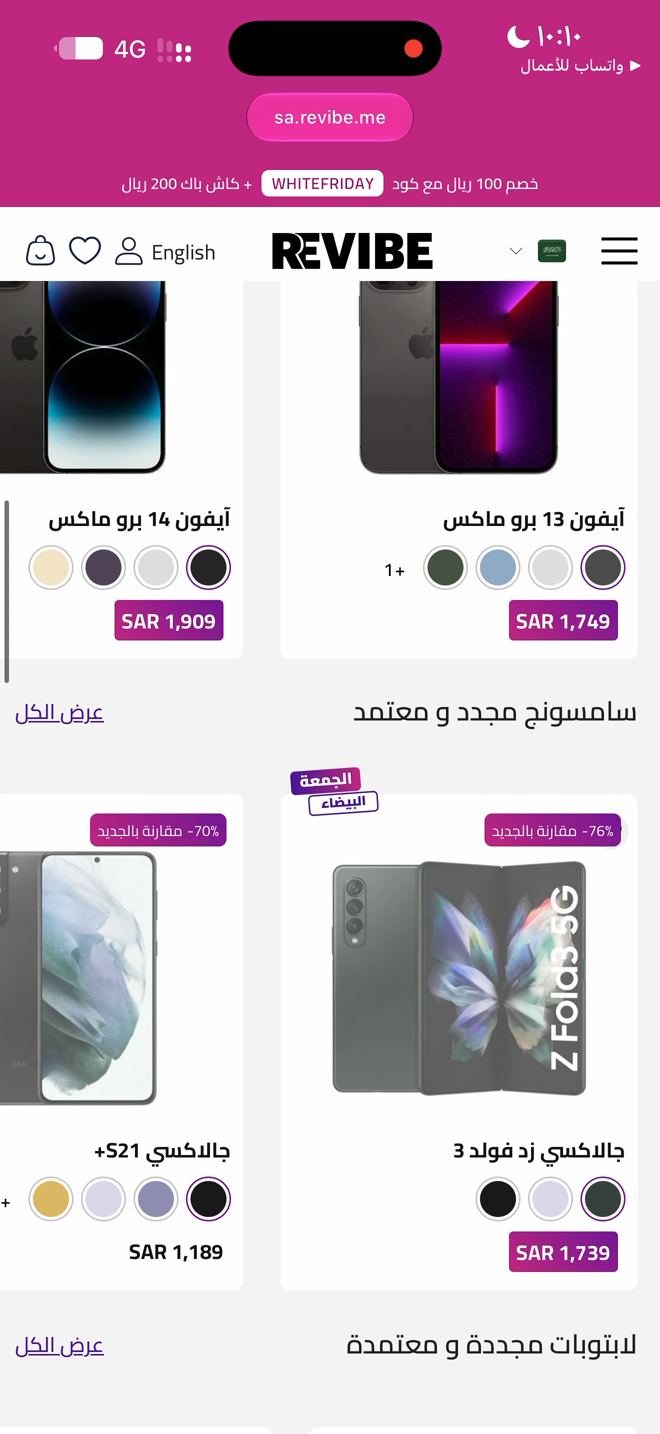 ١٠:١٠
4G
◀ واتساب للأعمال
sa.revibe.me
خصم 100 ريال مع كود WHITEFRIDAY + كاش باك 200 ريال
REVIBE
English
آيفون 13 برو ماكس
+1
SAR 1,749
آيفون 14 برو ماكس
SAR 1,909
سامسونج مجدد و معتمد
عرض الكل
الجمعة
البيضاء
-76% مقارنة بالجديد
Z Fold3 5G
جالاكسي زد فولد 3
SAR 1,739
-70% مقارنة بالجديد
جالاكسي S21+
+
SAR 1,189
لابتوبات مجددة و معتمدة
عرض الكل